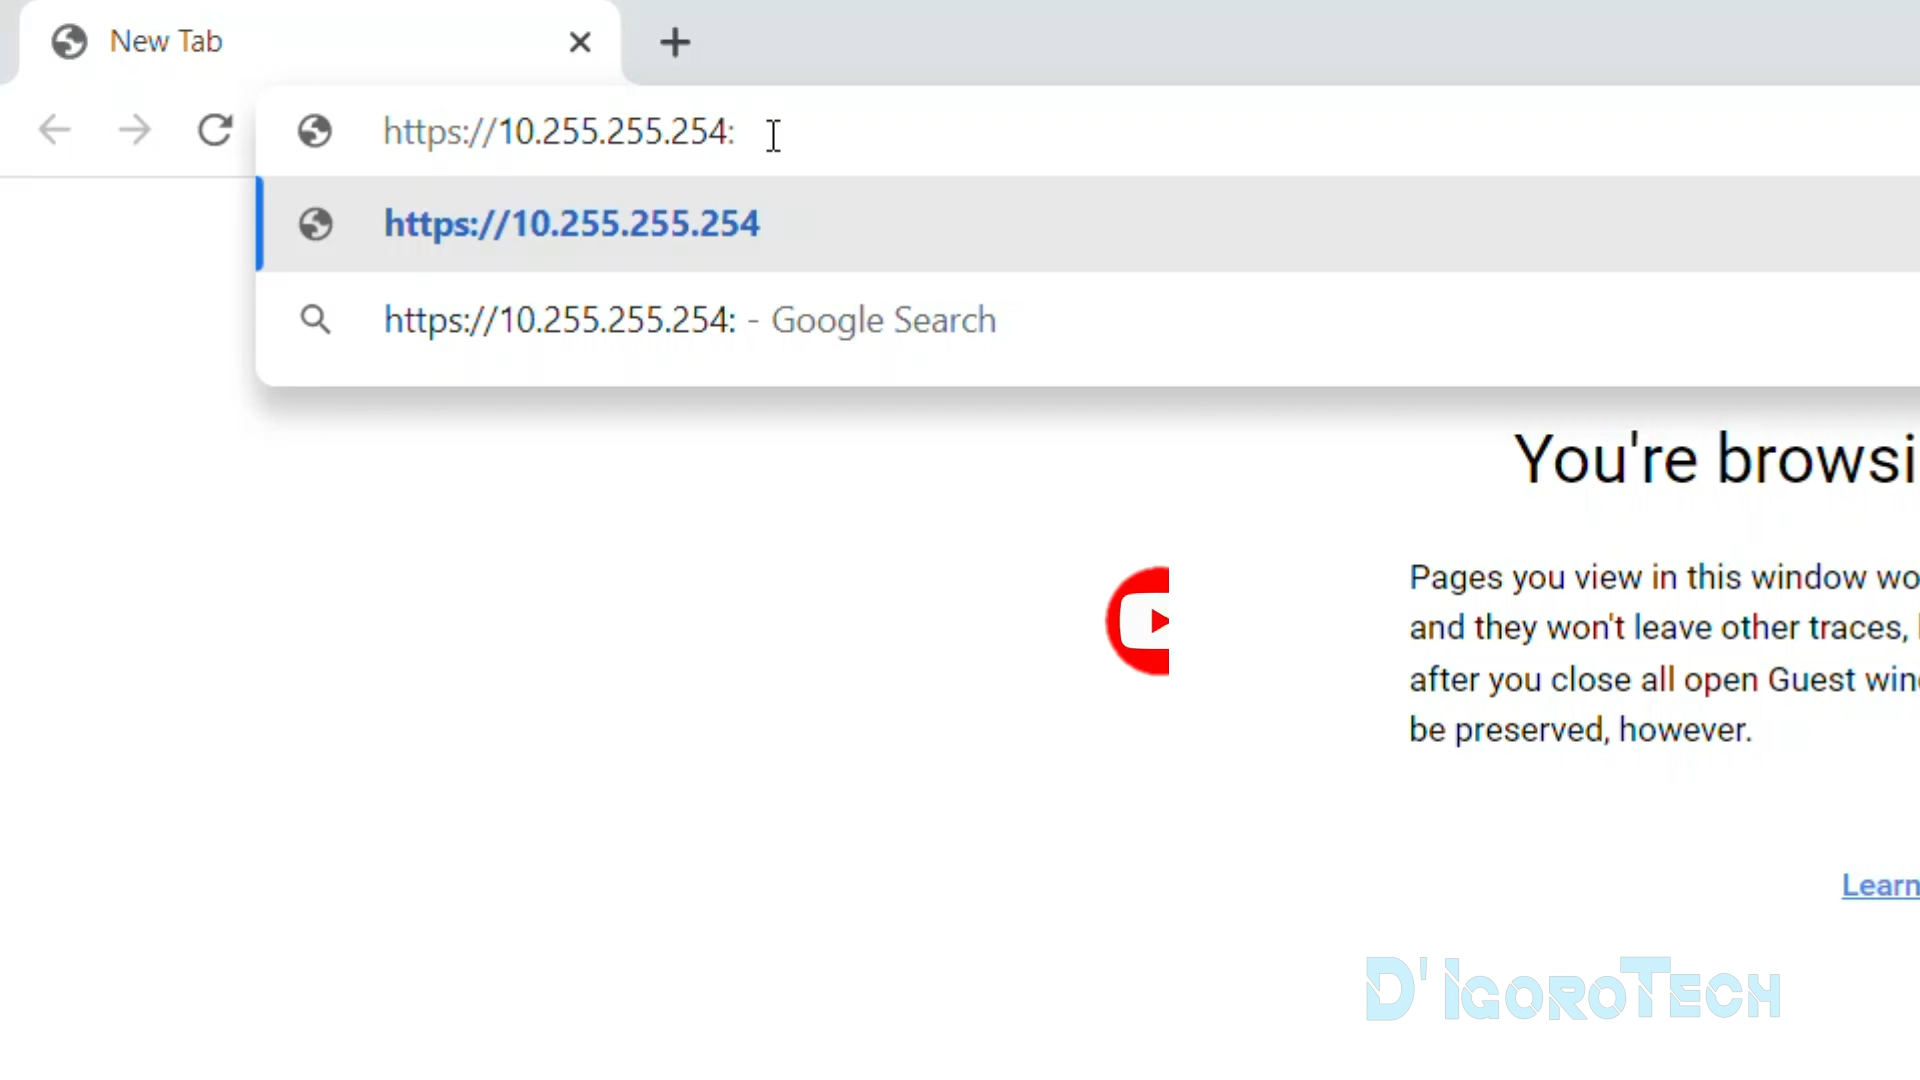 New Tab
https://10.255.255.254:
https://10.255.255.254
https://10.255.255.254: - Google Search
You're browsi
Pages you view in this window wo
and they won't leave other traces,
after you close all open Guest win
be preserved, however.
Learn
D'IGOROTECH